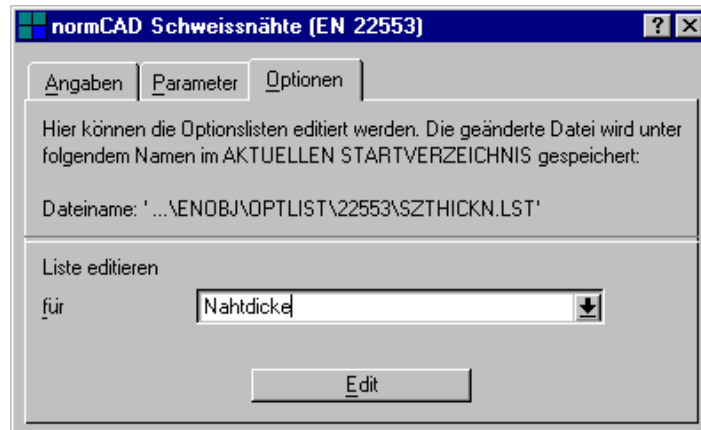 normCAD Schweissnähte (EN 22553)
Angaben Parameter Optionen
Hier können die Optionslisten editiert werden. Die geänderte Datei wird unter
folgendem Namen im AKTUELLEN STARTVERZEICHNIS gespeichert:
Dateiname: '...\ENOBJ\OPTLIST\22553\SZTHICKN.LST'
Liste editieren
für Nahtdicke
Edit